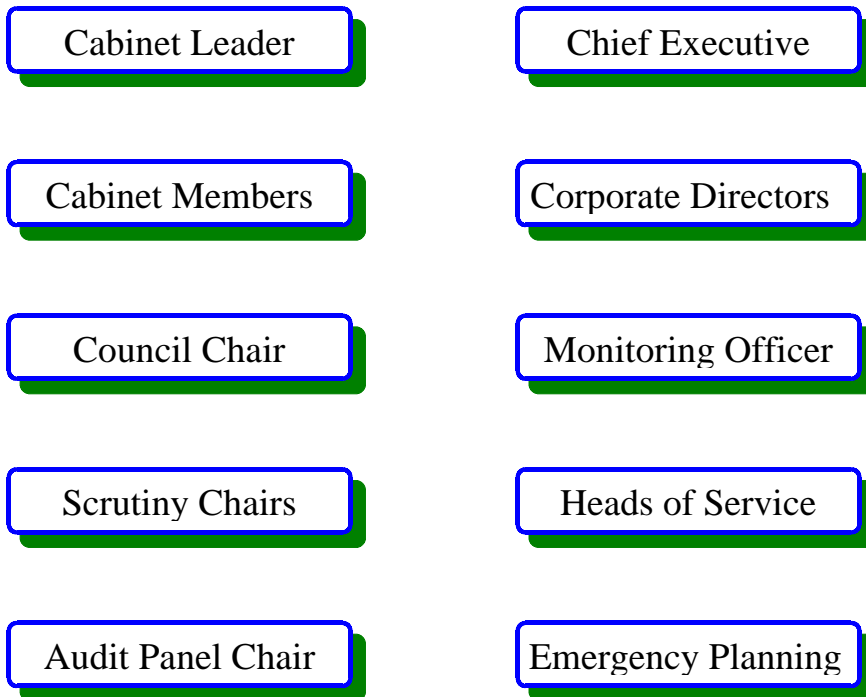 Cabinet Leader
Chief Executive
Cabinet Members
Corporate Directors
Council Chair
Monitoring Officer
Scrutiny Chairs
Heads of Service
Audit Panel Chair
Emergency Planning